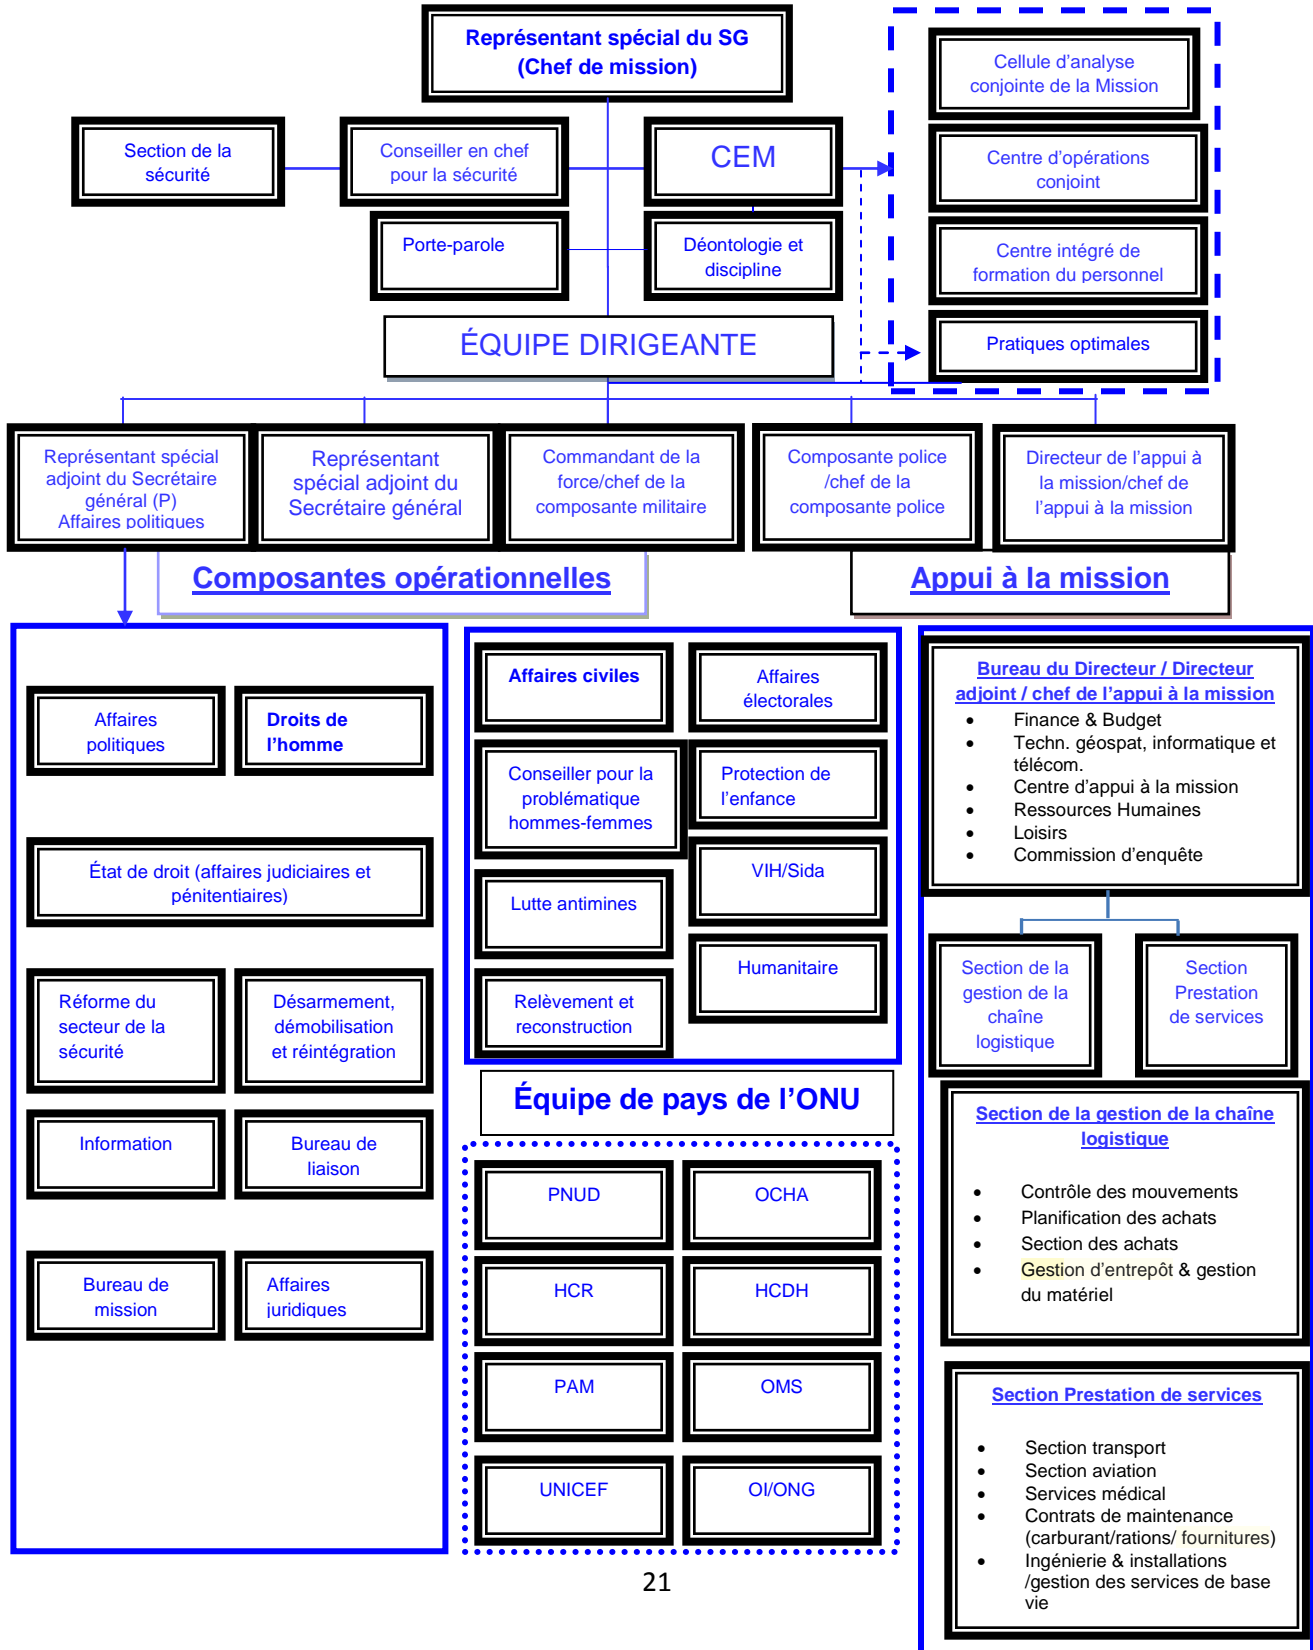 Représentant spécial du SG
(Chef de mission)
Cellule d'analyse
conjointe de la Mission
Section de la
sécurité
Conseiller en chef
pour la sécurité
CEM
Centre d'opérations
conjoint
Porte-parole
Déontologie et
discipline
Centre intégré de
formation du personnel
ÉQUIPE DIRIGEANTE
Pratiques optimales
Représentant spécial
adjoint du Secrétaire
général (P)
Affaires politiques
Représentant
spécial adjoint du
Secrétaire général
Commandant de la
force/chef de la
composante militaire
Composante police
/chef de la
composante police
Directeur de l'appui à
la mission/chef de
l'appui à la mission
Composantes opérationnelles
Appui à la mission
Affaires
politiques
Droits de
l'homme
État de droit (affaires judiciaires et
pénitentiaires)
Réforme du
secteur de la
sécurité
Désarmement,
démobilisation
et réintégration
Information
Bureau de
liaison
Bureau de
mission
Affaires
juridiques
Affaires civiles
Affaires
électorales
Conseiller pour la
problématique
hommes-femmes
Protection de
l'enfance
Lutte antimines
VIH/Sida
Relèvement et
reconstruction
Humanitaire
Équipe de pays de l'ONU
PNUD
OCHA
HCR
HCDH
PAM
OMS
UNICEF
OI/ONG
Bureau du Directeur / Directeur
adjoint / chef de l'appui à la mission
• Finance & Budget
• Techn. géospat, informatique et
télécom.
• Centre d'appui à la mission
• Ressources Humaines
• Loisirs
• Commission d'enquête
Section de la
gestion de la
chaîne
logistique
Section
Prestation
de services
Section de la gestion de la chaîne
logistique
• Contrôle des mouvements
• Planification des achats
• Section des achats
• Gestion d'entrepôt & gestion
du matériel
Section Prestation de services
• Section transport
• Section aviation
• Services médical
• Contrats de maintenance
(carburant/rations/ fournitures)
• Ingénierie & installations
/gestion des services de base
vie
21